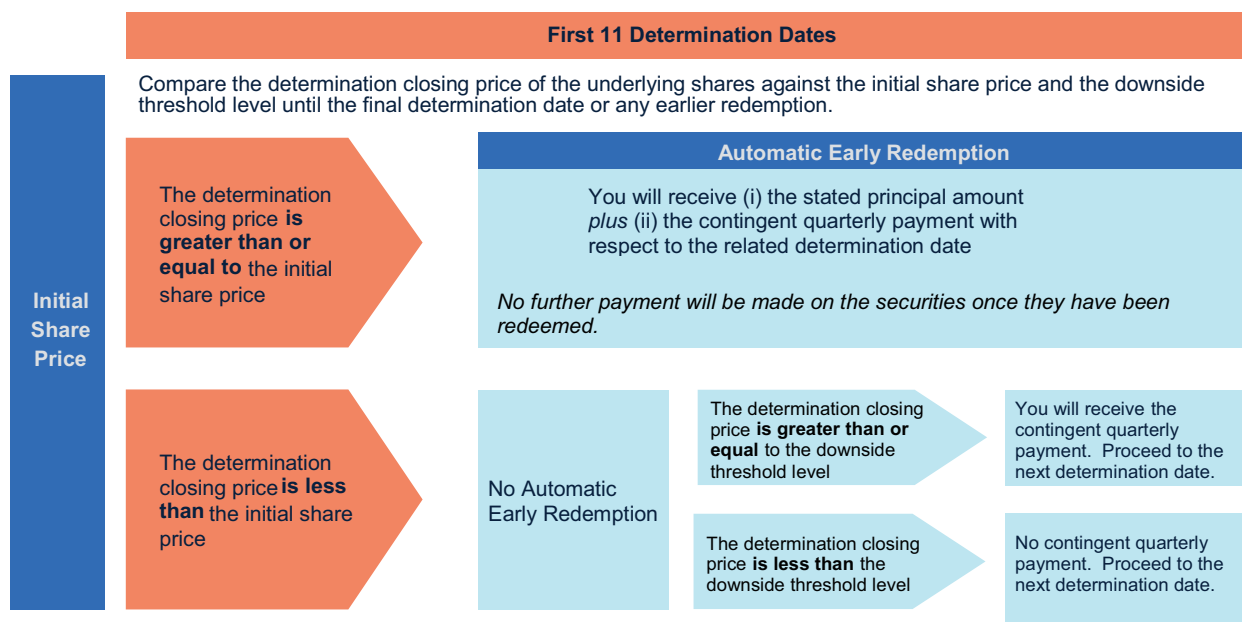 First 11 Determination Dates
Compare the determination closing price of the underlying shares against the initial share price and the downside
threshold level until the final determination date or any earlier redemption.
Initial
Share
Price
The determination
closing price is
greater than or
equal to the initial
share price
Automatic Early Redemption
You will receive (i) the stated principal amount
plus (ii) the contingent quarterly payment with
respect to the related determination date
No further payment will be made on the securities once they have been
redeemed.
The determination
closing price is less
than the initial share
price
No Automatic
Early Redemption
The determination closing
price is greater than or
equal to the downside
threshold level
You will receive the
contingent quarterly
payment. Proceed to the
next determination date.
The determination closing
price is less than the
downside threshold level
No contingent quarterly
payment. Proceed to the
next determination date.